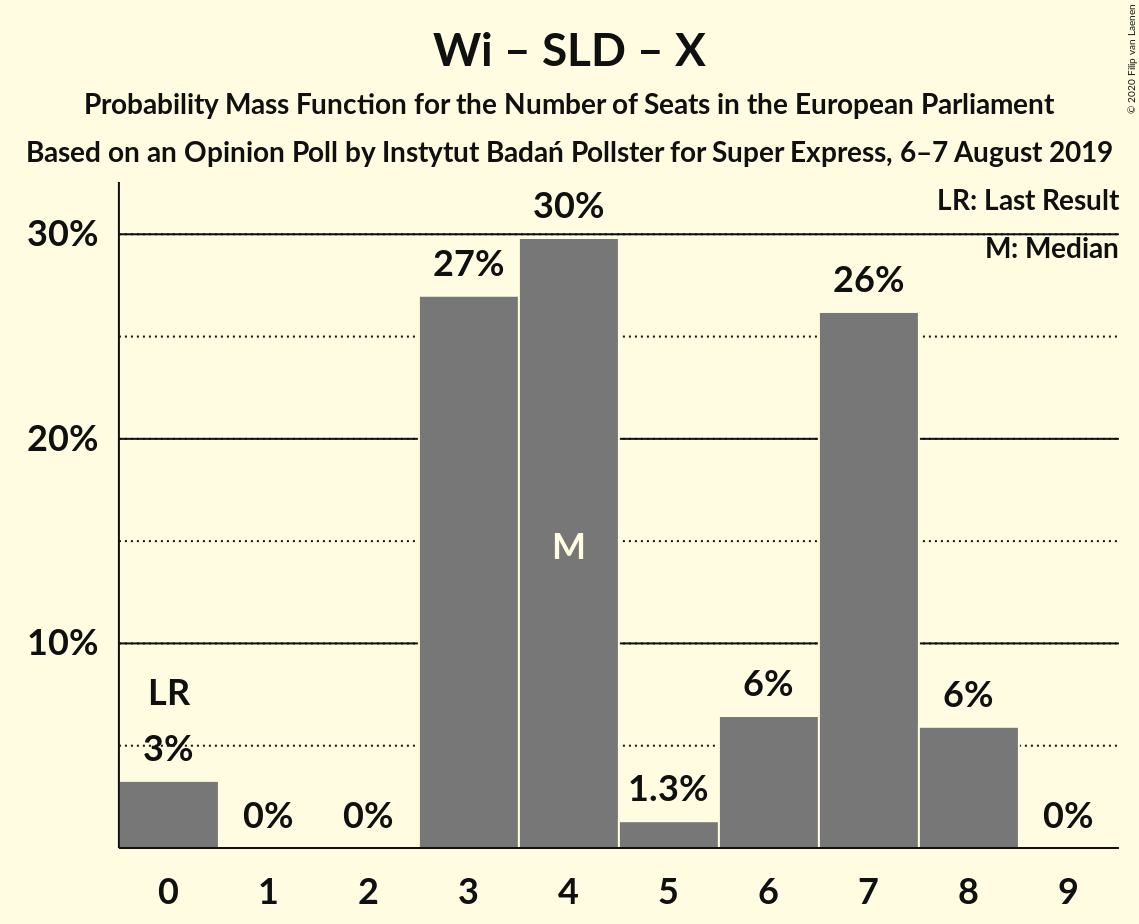 Wi – SLD – X
Probability Mass Function for the Number of Seats in the European Parliament
Based on an Opinion Poll by Instytut Badań Pollster for Super Express, 6–7 August 2019
© 2020 Filip van Laenen
LR: Last Result
M: Median
30%
20%
10%
LR
3%
0%
0%
27%
30%
M
1.3%
6%
26%
6%
0%
0 1 2 3 4 5 6 7 8 9